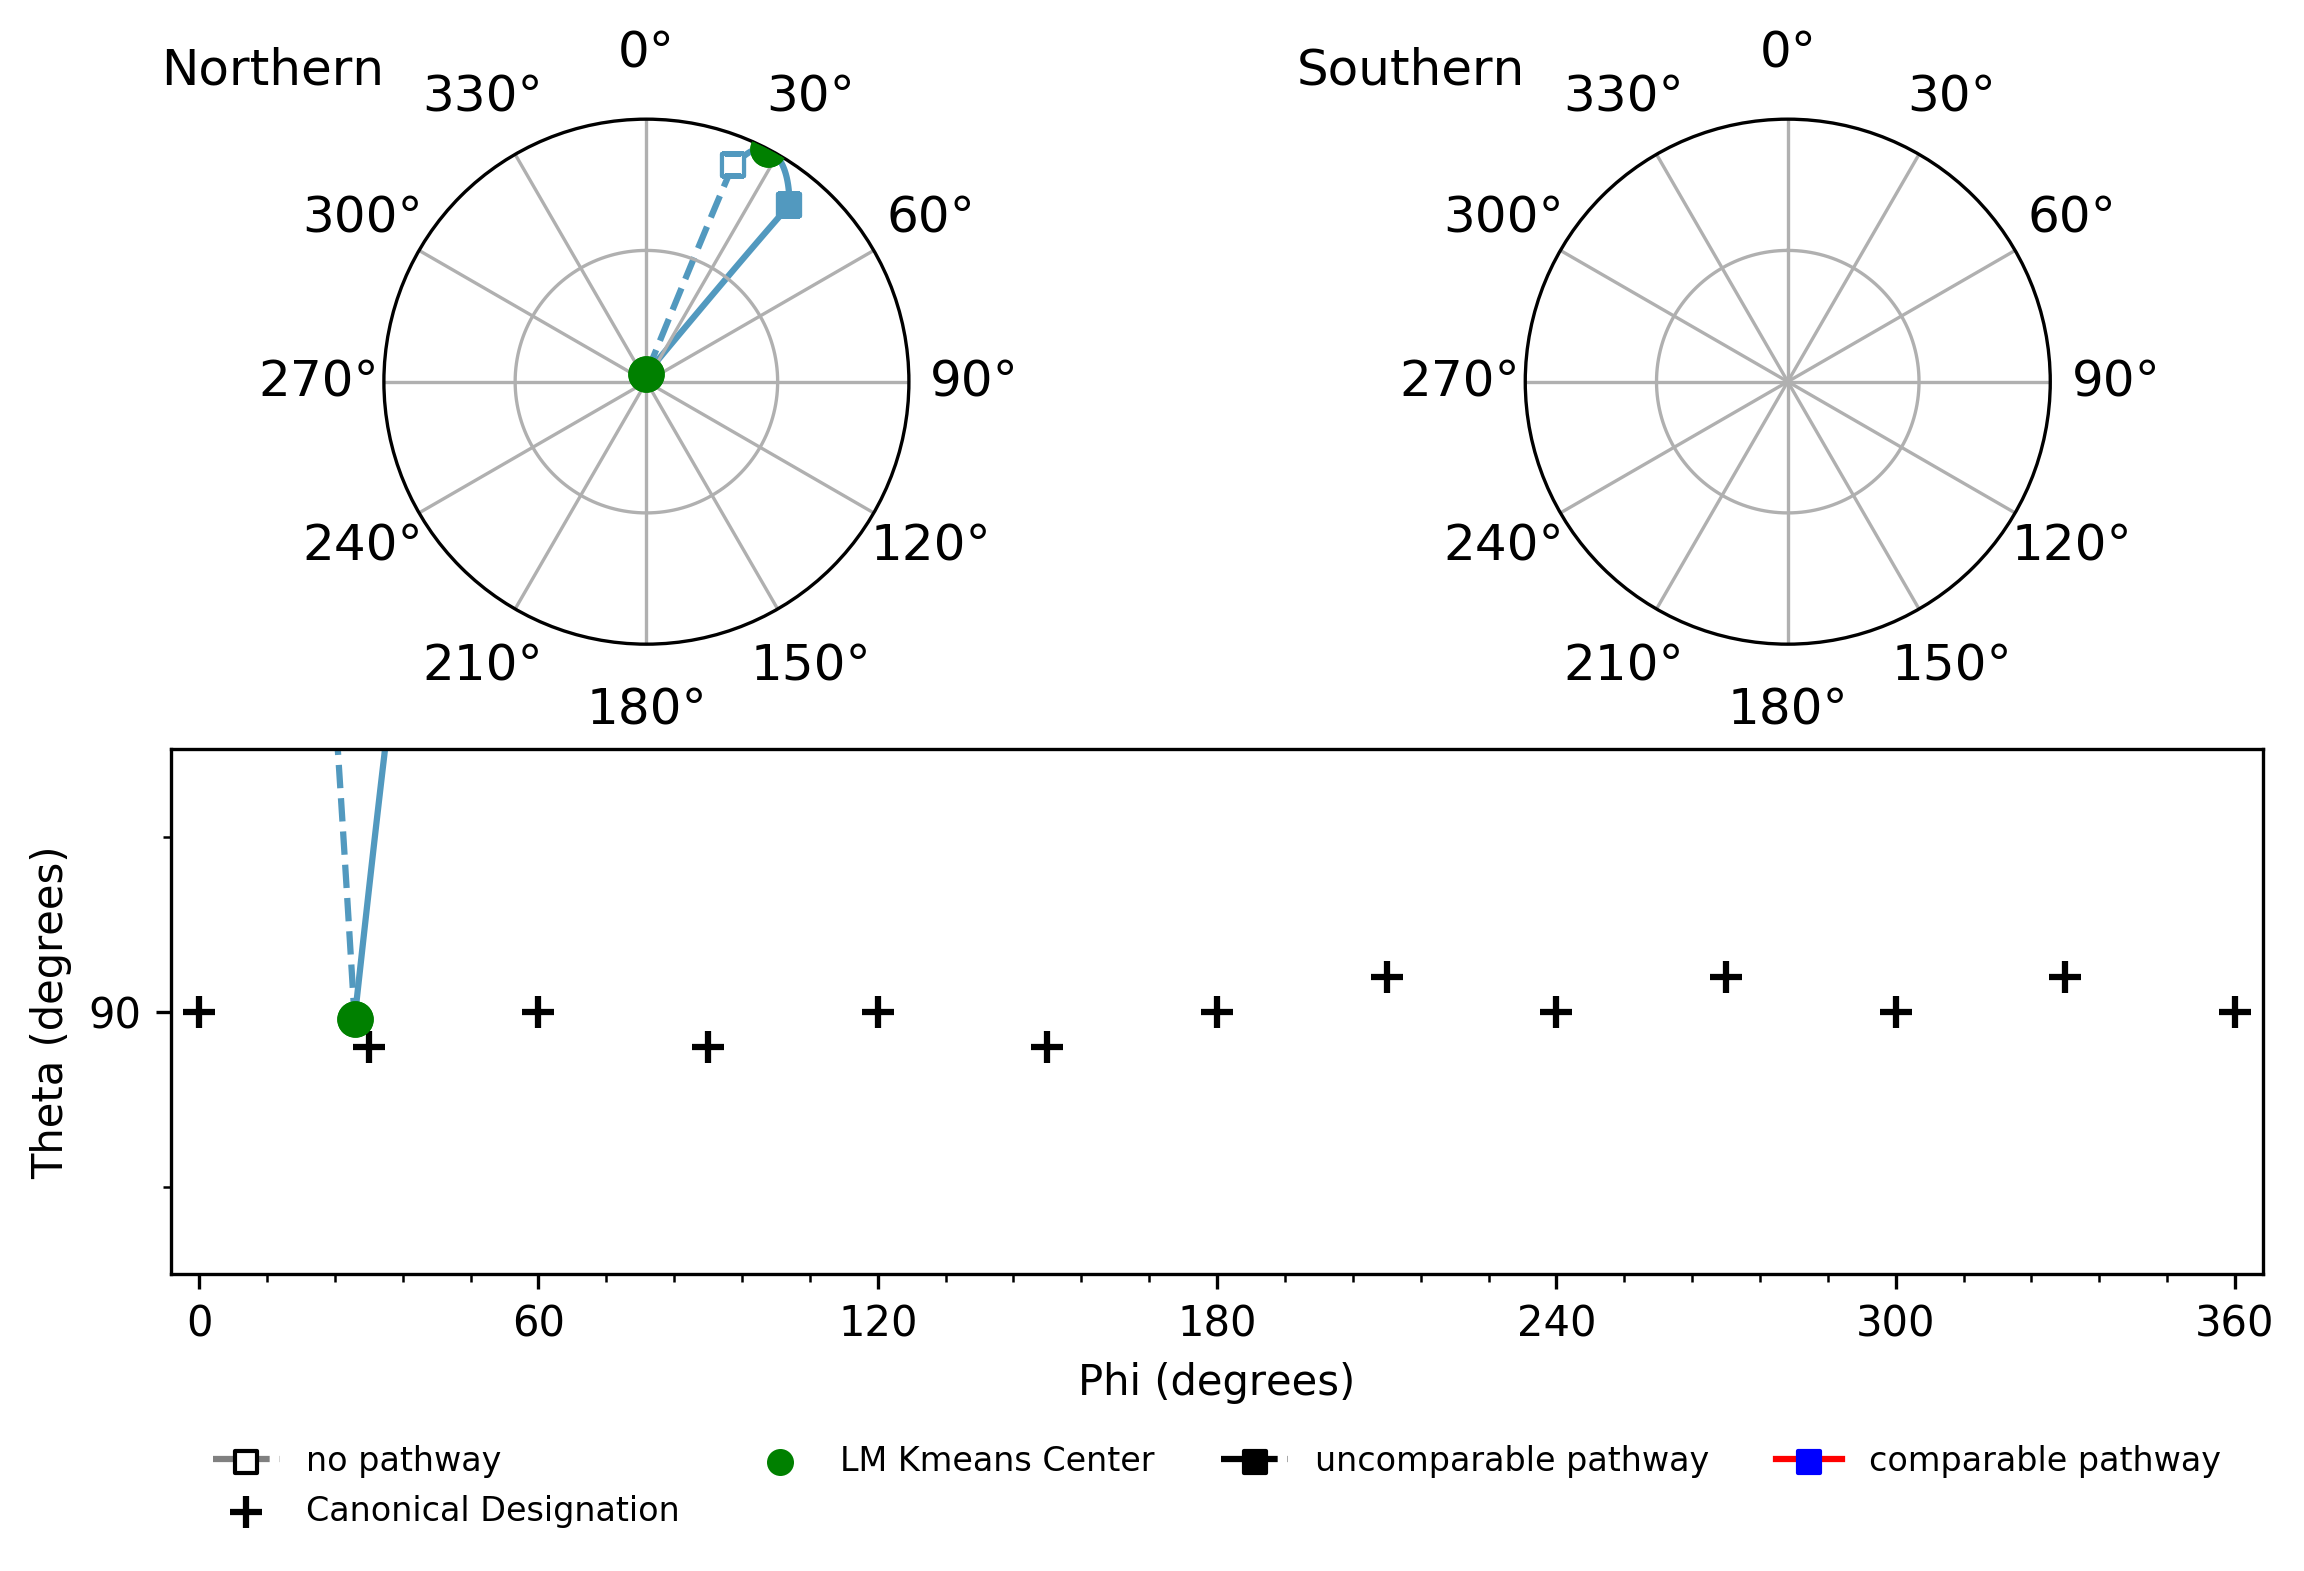 Northern
0°
30°
60°
90°
120°
150°
180°
210°
240°
270°
300°
330°
Southern
0°
30°
60°
90°
120°
150°
180°
210°
240°
270°
300°
330°
Theta (degrees)
90
0 60 120 180 240 300 360
Phi (degrees)
no pathway
Canonical Designation
LM Kmeans Center
uncomparable pathway
comparable pathway